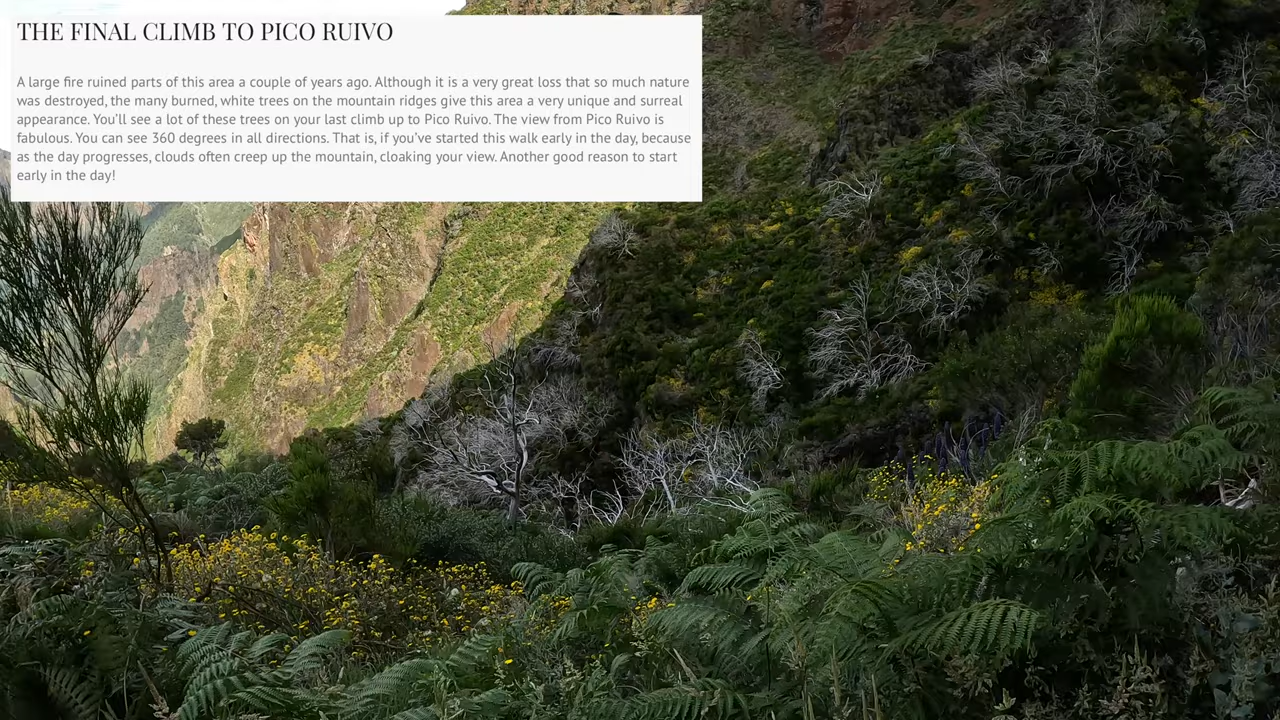 THE FINAL CLIMB TO PICO RUIVO
A large fire ruined parts of this area a couple of years ago. Although it is a very great loss that so much nature
was destroyed, the many burned, white trees on the mountain ridges give this area a very unique and surreal
appearance. You'll see a lot of these trees on your last climb up to Pico Ruivo. The view from Pico Ruivo is
fabulous. You can see 360 degrees in all directions. That is, if you've started this walk early in the day, because
as the day progresses, clouds often creep up the mountain, cloaking your view. Another good reason to start
early in the day!